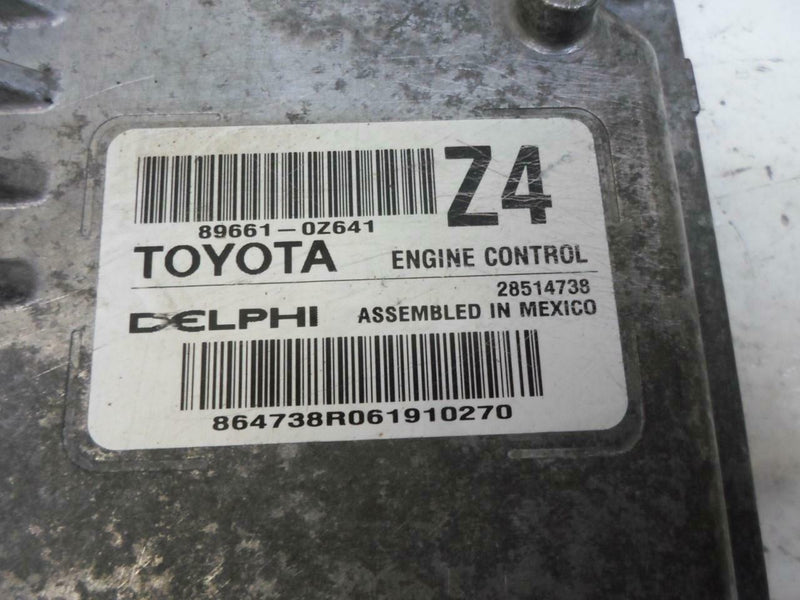 Z4
89661-0Z641
TOYOTA ENGINE CONTROL
28514738
DELPHI ASSEMBLED IN MEXICO
864738R061910270